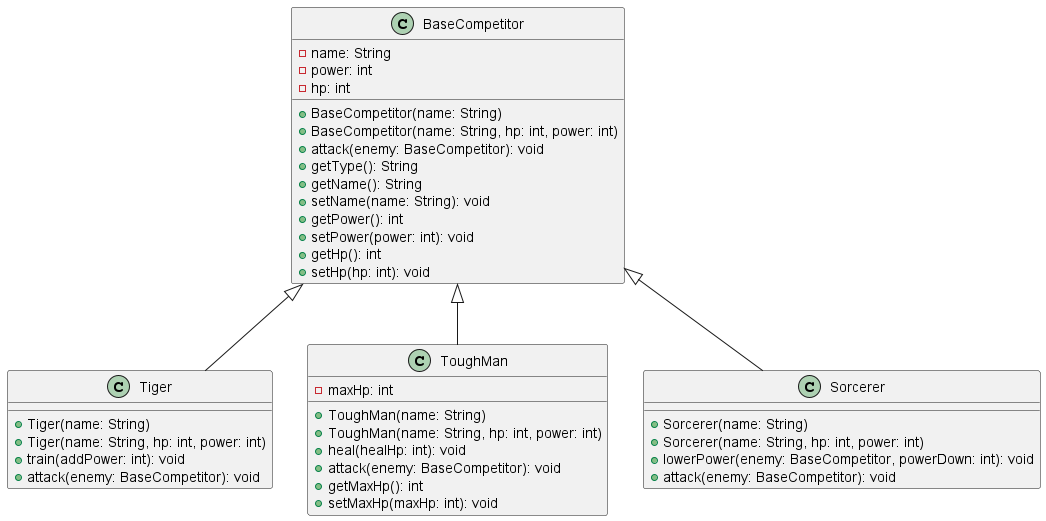 C BaseCompetitor
name: String
power: int
hp: int
BaseCompetitor(name: String)
BaseCompetitor(name: String, hp: int, power: int)
attack(enemy: BaseCompetitor): void
getType(): String
getName(): String
setName(name: String): void
getPower(): int
setPower(power: int): void
getHp(): int
setHp(hp: int): void
C Tiger
Tiger(name: String)
Tiger(name: String, hp: int, power: int)
train(addPower: int): void
attack(enemy: BaseCompetitor): void
C ToughMan
maxHp: int
ToughMan(name: String)
ToughMan(name: String, hp: int, power: int)
heal(healHp: int): void
attack(enemy: BaseCompetitor): void
getMaxHp(): int
setMaxHp(maxHp: int): void
C Sorcerer
Sorcerer(name: String)
Sorcerer(name: String, hp: int, power: int)
lowerPower(enemy: BaseCompetitor, powerDown: int): void
attack(enemy: BaseCompetitor): void